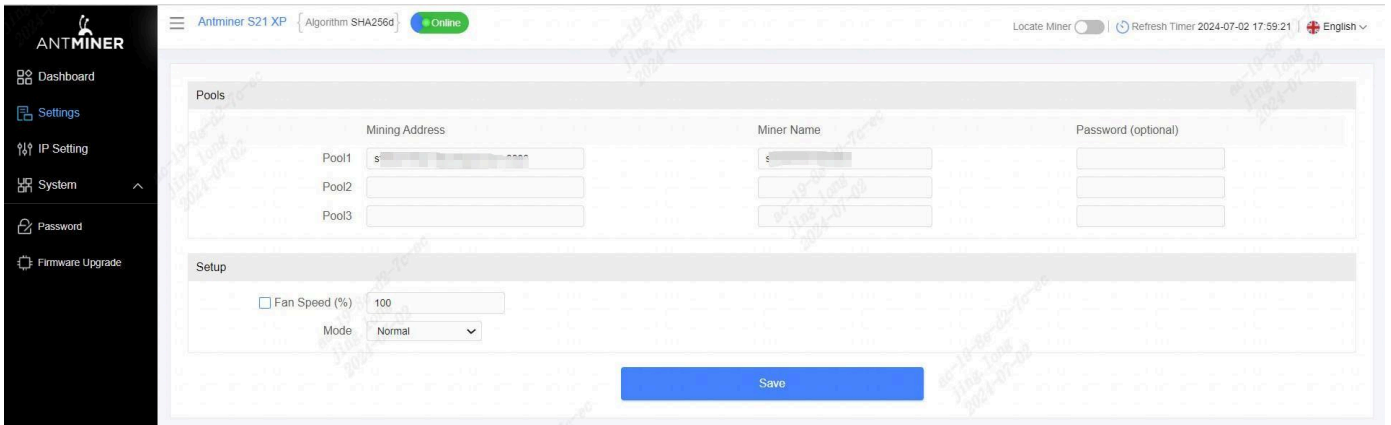 ANTMINER
Antminer S21 XP { Algorithm SHA256d } Online
Locate Miner Refresh Timer 2024-07-02 17:59:21 English
Dashboard
Settings
IP Setting
System
Password
Firmware Upgrade
Pools
Mining Address Miner Name Password (optional)
Pool1
Pool2
Pool3
Setup
Fan Speed (%) 100
Mode Normal
Save